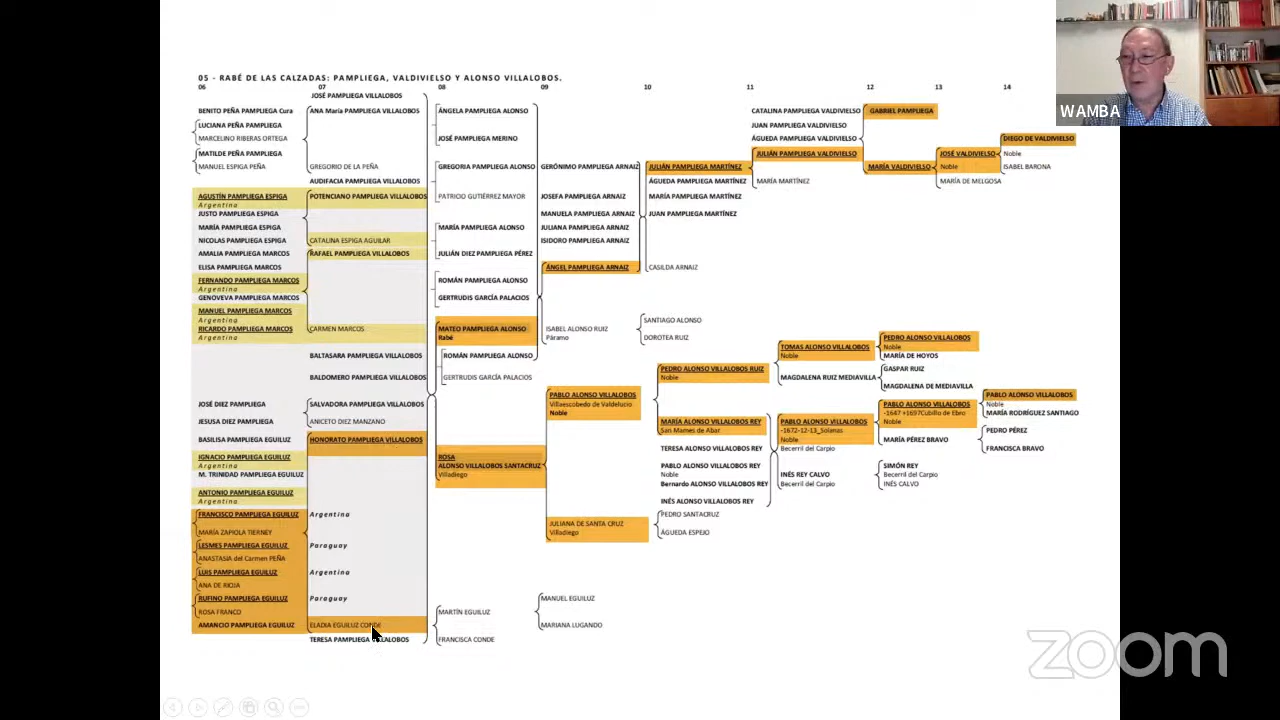 05 - RABÉ DE LAS CALZADAS: PAMPLIEGA, VALDIVIELSO Y ALONSO VILLALOBOS.
06 07 08 09 10 11 12 13 14
JOSÉ PAMPLIEGA VILLALOBOS
BENITO PEÑA PAMPLIEGA Cura
ANA María PAMPLIEGA VILLALOBOS
LUCIANA PEÑA PAMPLIEGA
MARCELINO RIBERAS ORTEGA
MATILDE PEÑA PAMPLIEGA
MANUEL ESPIGA PEÑA
GREGORIO DE LA PEÑA
AUDIFACIA PAMPLIEGA VILLALOBOS
AGUSTÍN PAMPLIEGA ESPIGA
Argentina
POTENCIANO PAMPLIEGA VILLALOBOS
JUSTO PAMPLIEGA ESPIGA
MARÍA PAMPLIEGA ESPIGA
NICOLAS PAMPLIEGA ESPIGA
CATALINA ESPIGA AGUILAR
AMALIA PAMPLIEGA MARCOS
RAFAEL PAMPLIEGA VILLALOBOS
ELISA PAMPLIEGA MARCOS
FERNANDO PAMPLIEGA MARCOS
Argentina
GENOVEVA PAMPLIEGA MARCOS
MANUEL PAMPLIEGA MARCOS
Argentina
RICARDO PAMPLIEGA MARCOS
Argentina
CARMEN MARCOS
BALTASARA PAMPLIEGA VILLALOBOS
BALDOMERO PAMPLIEGA VILLALOBOS
JOSÉ DIEZ PAMPLIEGA
SALVADORA PAMPLIEGA VILLALOBOS
JESUSA DIEZ PAMPLIEGA
ANICETO DIEZ MANZANO
BASILISA PAMPLIEGA EGUILUZ
HONORATO PAMPLIEGA VILLALOBOS
IGNACIO PAMPLIEGA EGUILUZ
Argentina
M. TRINIDAD PAMPLIEGA EGUILUZ
ANTONIO PAMPLIEGA EGUILUZ
Argentina
FRANCISCO PAMPLIEGA EGUILUZ
Argentina
MARÍA ZAPIOLA TIERNEY
LESMES PAMPLIEGA EGUILUZ
Paraguay
ANASTASIA del Carmen PEÑA
LUIS PAMPLIEGA EGUILUZ
Argentina
ANA DE RIOJA
RUFINO PAMPLIEGA EGUILUZ
Paraguay
ROSA FRANCO
AMANCIO PAMPLIEGA EGUILUZ
ELADIA EGUILUZ CONDE
TERESA PAMPLIEGA VILLALOBOS
ÁNGELA PAMPLIEGA ALONSO
JOSÉ PAMPLIEGA MERINO
GREGORIA PAMPLIEGA ALONSO
PATRICIO GUTIÉRREZ MAYOR
MARÍA PAMPLIEGA ALONSO
JULIÁN DIEZ PAMPLIEGA PÉREZ
ROMÁN PAMPLIEGA ALONSO
GERTRUDIS GARCÍA PALACIOS
MATEO PAMPLIEGA ALONSO
Rabé
ROMÁN PAMPLIEGA ALONSO
GERTRUDIS GARCÍA PALACIOS
ROSA
ALONSO VILLALOBOS SANTACRUZ
Villadiego
MARTÍN EGUILUZ
FRANCISCA CONDE
GERÓNIMO PAMPLIEGA ARNAIZ
JOSEFA PAMPLIEGA ARNAIZ
MANUELA PAMPLIEGA ARNAIZ
JULIANA PAMPLIEGA ARNAIZ
ISIDORO PAMPLIEGA ARNAIZ
ÁNGEL PAMPLIEGA ARNAIZ
ISABEL ALONSO RUIZ
Páramo
PABLO ALONSO VILLALOBOS
Villaescobedo de Valdelucio
Noble
JULIANA DE SANTA CRUZ
Villadiego
MANUEL EGUILUZ
MARIANA LUGANDO
JULIÁN PAMPLIEGA MARTÍNEZ
ÁGUEDA PAMPLIEGA MARTÍNEZ
MARÍA PAMPLIEGA MARTÍNEZ
JUAN PAMPLIEGA MARTÍNEZ
CASILDA ARNAIZ
SANTIAGO ALONSO
DOROTEA RUIZ
PEDRO ALONSO VILLALOBOS RUIZ
Noble
MARÍA ALONSO VILLALOBOS REY
San Mames de Abar
TERESA ALONSO VILLALOBOS REY
PABLO ALONSO VILLALOBOS REY
Noble
Bernardo ALONSO VILLALOBOS REY
INÉS ALONSO VILLALOBOS REY
PEDRO SANTACRUZ
ÁGUEDA ESPEJO
CATALINA PAMPLIEGA VALDIVIELSO
JUAN PAMPLIEGA VALDIVIELSO
ÁGUEDA PAMPLIEGA VALDIVIELSO
JULIÁN PAMPLIEGA VALDIVIELSO
MARÍA MARTÍNEZ
TOMAS ALONSO VILLALOBOS
Noble
MAGDALENA RUIZ MEDIAVILLA
PABLO ALONSO VILLALOBOS
-1672-12-13_Solanas
Noble
Becerril del Carpio
INÉS REY CALVO
Becerril del Carpio
GABRIEL PAMPLIEGA
MARÍA VALDIVIELSO
PEDRO ALONSO VILLALOBOS
Noble
MARÍA DE HOYOS
GASPAR RUIZ
MAGDALENA DE MEDIAVILLA
PABLO ALONSO VILLALOBOS
-1647 +1697Cubillo de Ebro
Noble
MARÍA PÉREZ BRAVO
SIMÓN REY
Becerril del Carpio
INÉS CALVO
JOSÉ VALDIVIELSO
Noble
MARÍA DE MELGOSA
DIEGO DE VALDIVIELSO
Noble
ISABEL BARONA
PABLO ALONSO VILLALOBOS
Noble
MARÍA RODRÍGUEZ SANTIAGO
PEDRO PÉREZ
FRANCISCA BRAVO
WAMBA
zoom